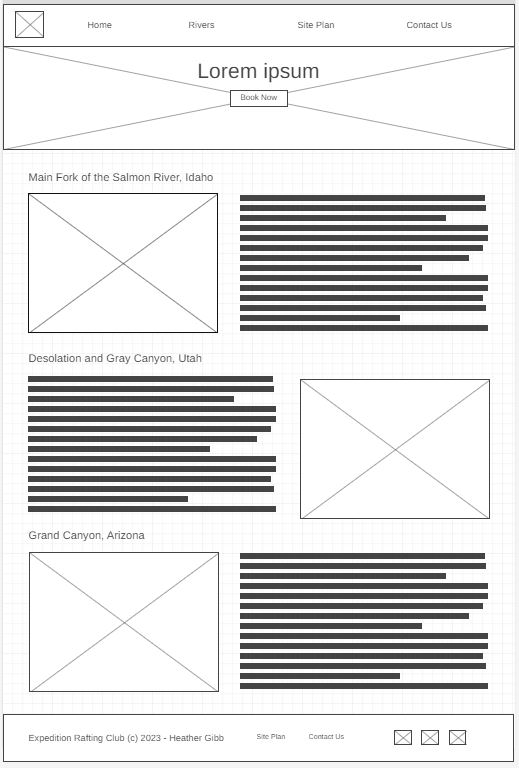 Home Rivers Site Plan Contact Us
Lorem ipsum
Book Now
Main Fork of the Salmon River, Idaho
Desolation and Gray Canyon, Utah
Grand Canyon, Arizona
Expedition Rafting Club (c) 2023 - Heather Gibb Site Plan Contact Us